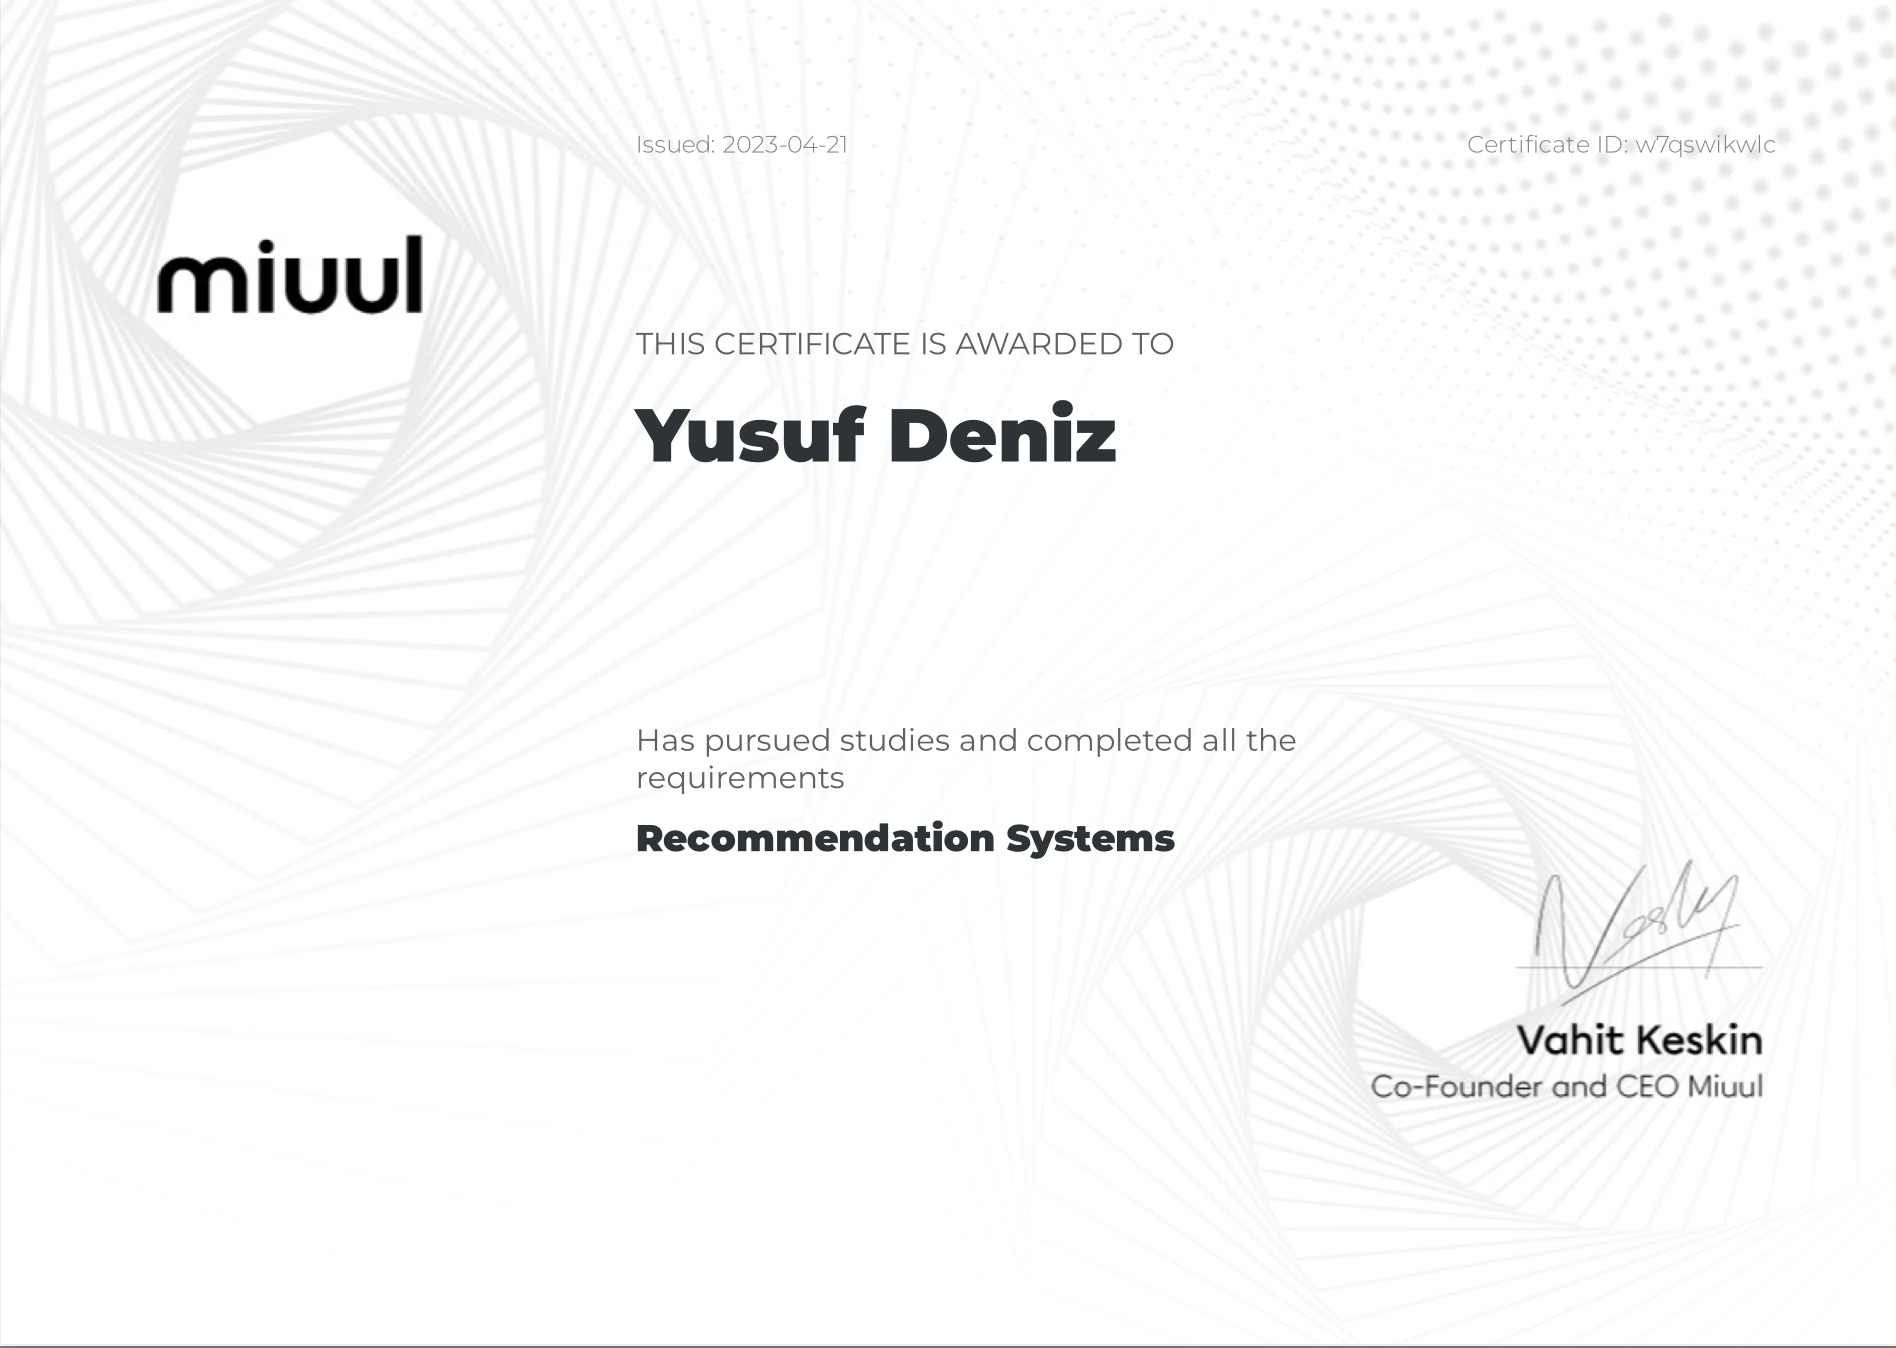 Issued: 2023-04-21
Certificate ID: w7qswikwlc
miuul
THIS CERTIFICATE IS AWARDED TO
Yusuf Deniz
Has pursued studies and completed all the
requirements
Recommendation Systems
Vahit Keskin
Co-Founder and CEO Miuul